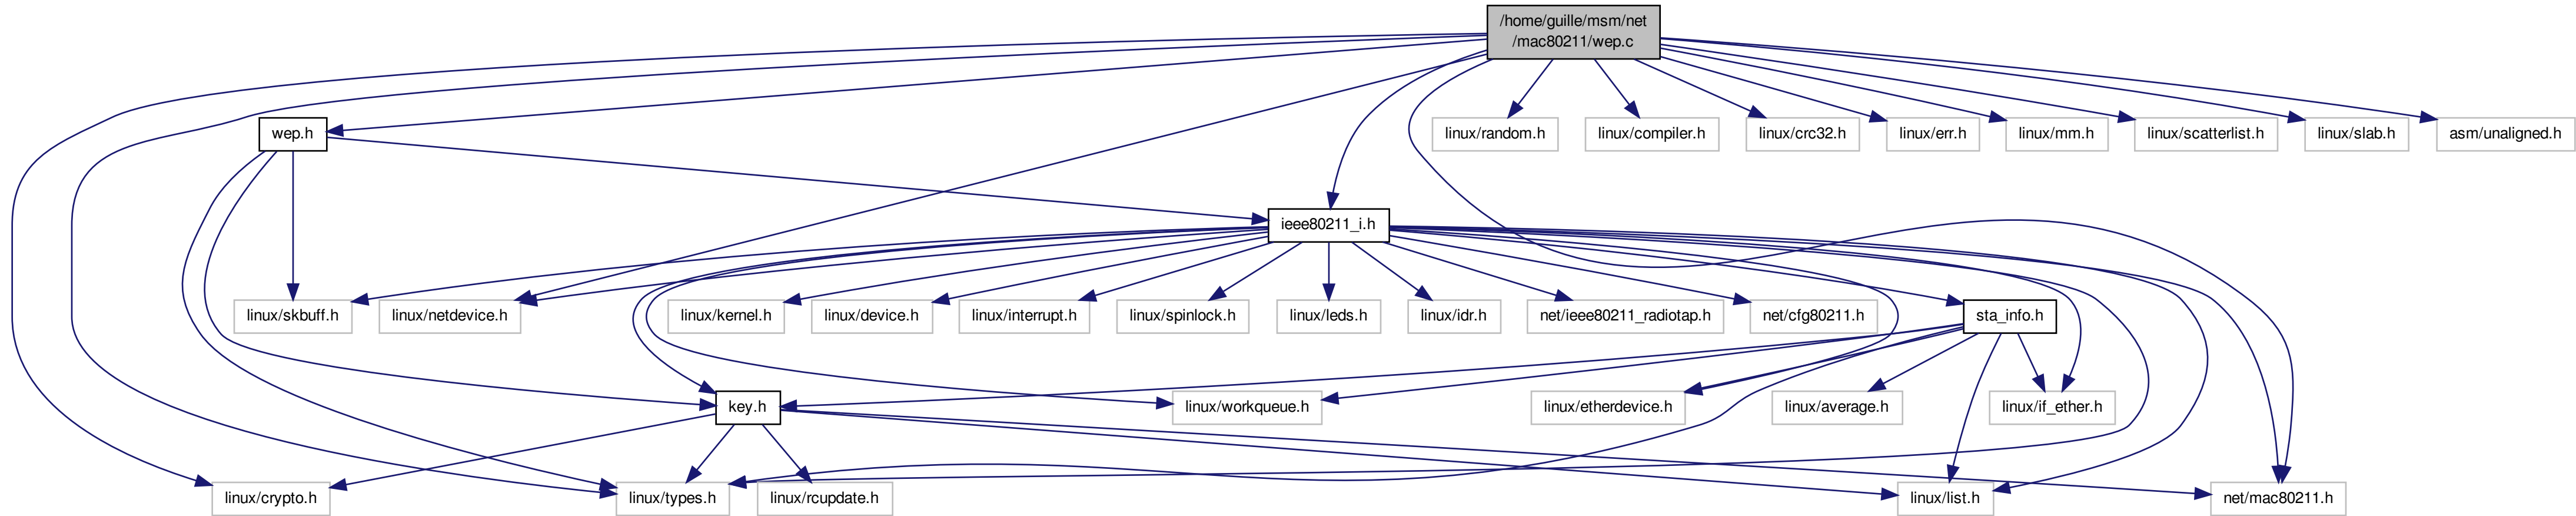 /home/guille/msm/net
/mac80211/wep.c
wep.h
linux/random.h
linux/compiler.h
linux/crc32.h
linux/err.h
linux/mm.h
linux/scatterlist.h
linux/slab.h
asm/unaligned.h
ieee80211_i.h
linux/skbuff.h
linux/netdevice.h
linux/kernel.h
linux/device.h
linux/interrupt.h
linux/spinlock.h
linux/leds.h
linux/idr.h
net/ieee80211_radiotap.h
net/cfg80211.h
sta_info.h
key.h
linux/workqueue.h
linux/etherdevice.h
linux/average.h
linux/if_ether.h
linux/crypto.h
linux/types.h
linux/rcupdate.h
linux/list.h
net/mac80211.h